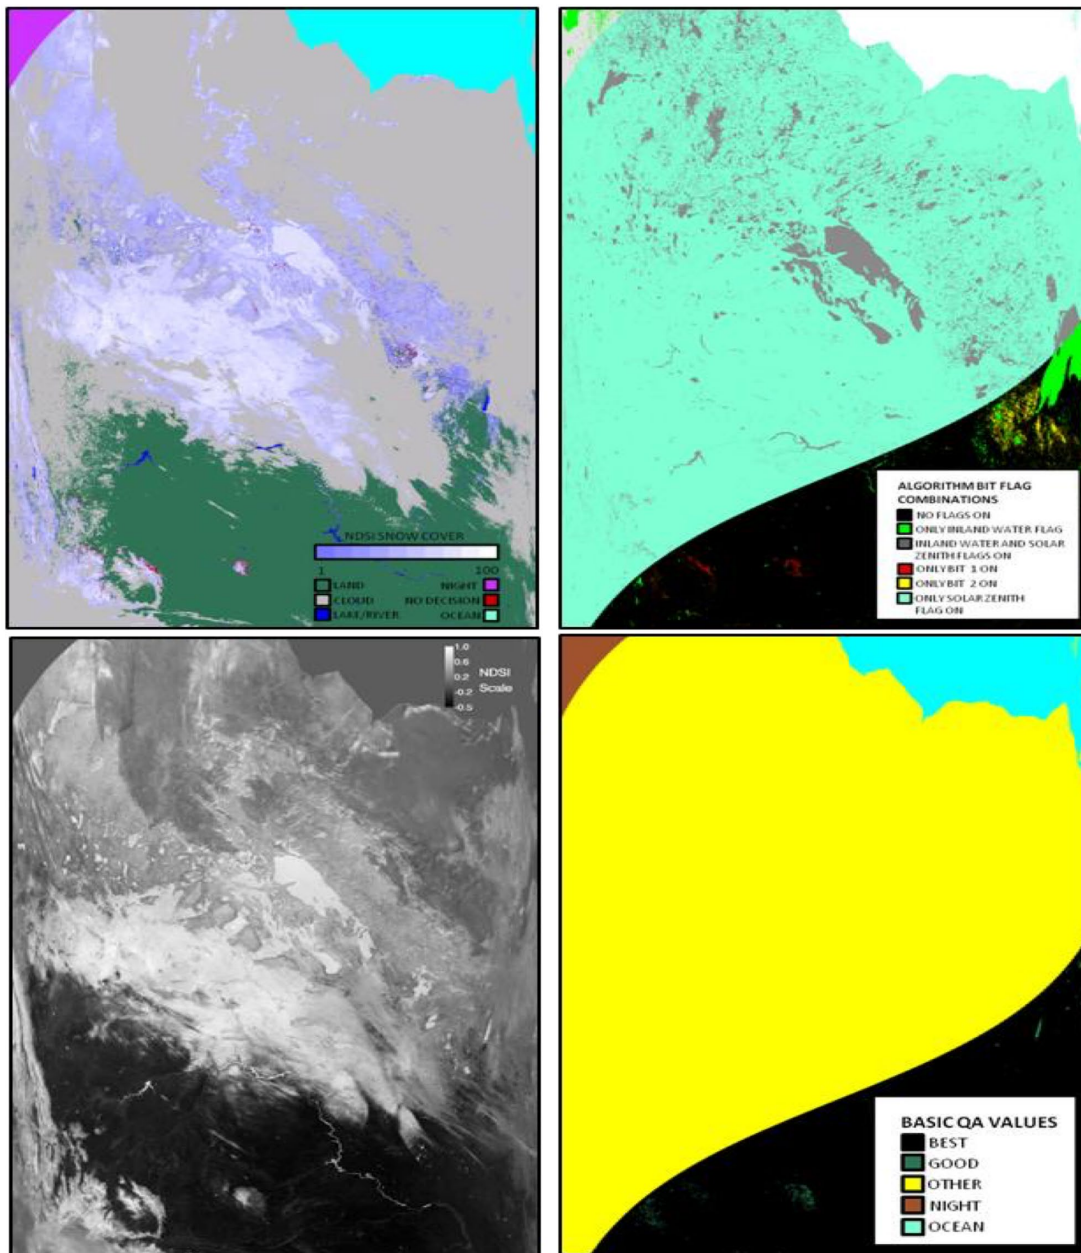 NDSI SNOW COVER
1 100
LAND NIGHT
CLOUD NO DECISION
LAKE/RIVER OCEAN
ALGORITHM BIT FLAG
COMBINATIONS
NO FLAGS ON
ONLY INLAND WATER FLAG
INLAND WATER AND SOLAR
ZENITH FLAGS ON
ONLY BIT 1 ON
ONLY BIT 2 ON
ONLY SOLAR ZENITH
FLAG ON
1.0
0.6
0.2
-0.2
-0.5
NDSI
Scale
BASIC QA VALUES
BEST
GOOD
OTHER
NIGHT
OCEAN